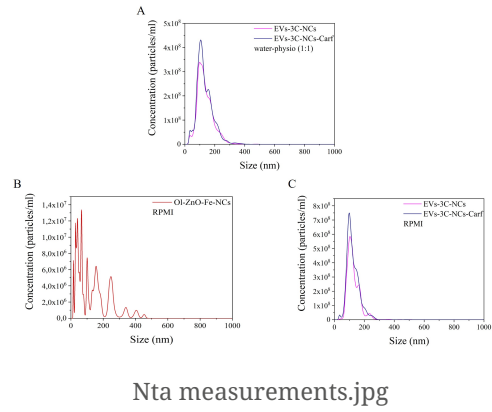 A
EVs-3C-NCs
EVs-3C-NCs-Carf
water-physio (1:1)
Concentration (particles/ml)
5x10⁸
4x10⁸
3x10⁸
2x10⁸
1x10⁸
0
0 200 400 600 800 1000
Size (nm)
B
Ol-ZnO-Fe-NCs
RPMI
Concentration (particles/ml)
1,4x10⁷
1,2x10⁷
1,0x10⁷
8,0x10⁶
6,0x10⁶
4,0x10⁶
2,0x10⁶
0,0
0 200 400 600 800 1000
Size (nm)
C
EVs-3C-NCs
EVs-3C-NCs-Carf
RPMI
Concentration (particles/ml)
8x10⁸
7x10⁸
6x10⁸
5x10⁸
4x10⁸
3x10⁸
2x10⁸
1x10⁸
0
0 200 400 600 800 1000
Size (nm)
Nta measurements.jpg